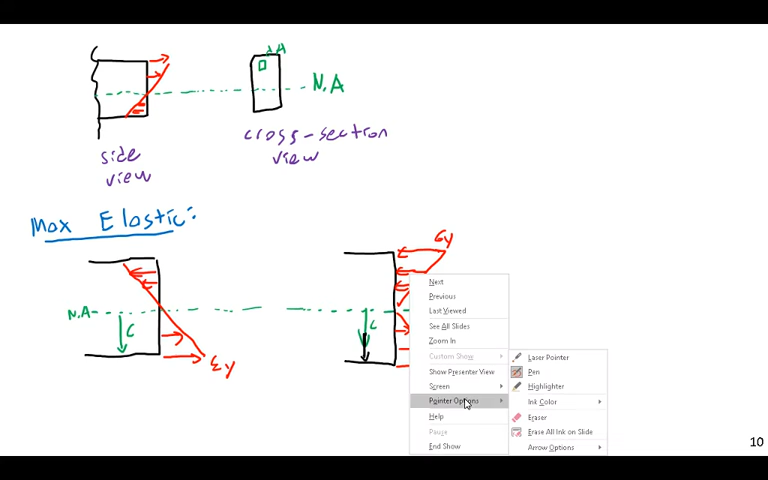 A A
N.A
side
view
cross-section
view
Max Elastic:
σy
N.A
c
εy
c
Next
Previous
Last Viewed
See All Slides
Zoom In
Custom Show
Show Presenter View
Screen
Pointer Options
Help
Pause
End Show
Laser Pointer
Pen
Highlighter
Ink Color
Eraser
Erase All Ink on Slide
Arrow Options
10